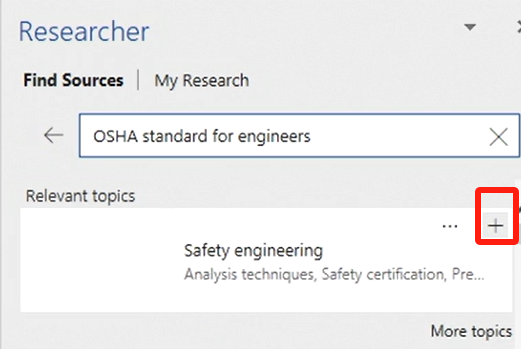 Researcher
Find Sources | My Research
OSHA standard for engineers
Relevant topics
Safety engineering
Analysis techniques, Safety certification, Pre...
More topics